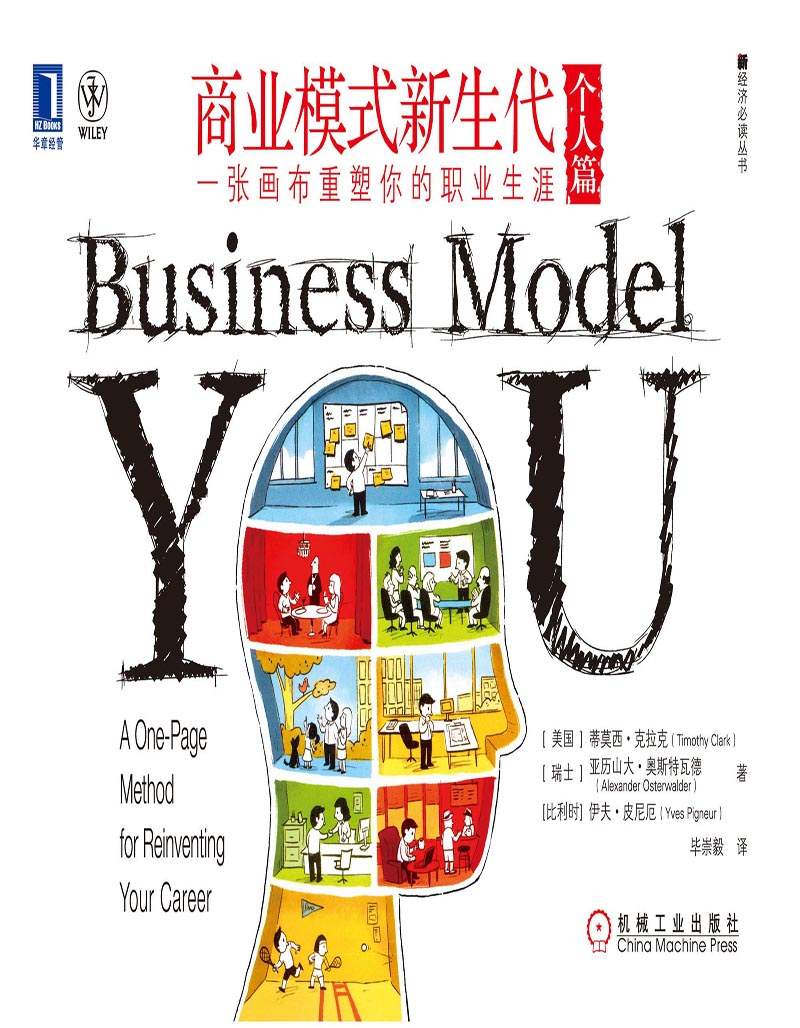 HZ Books
华章经管
WILEY
商业模式新生代
个人篇
一张画布重塑你的职业生涯
新经济必读丛书
Business Model
YOU
A One-Page
Method
for Reinventing
Your Career
[ 美国 ] 蒂莫西·克拉克 ( Timothy Clark )
[ 瑞士 ] 亚历山大·奥斯特瓦德
( Alexander Osterwalder )
著
[比利时] 伊夫·皮尼厄 ( Yves Pigneur )
毕崇毅 译
机械工业出版社
China Machine Press